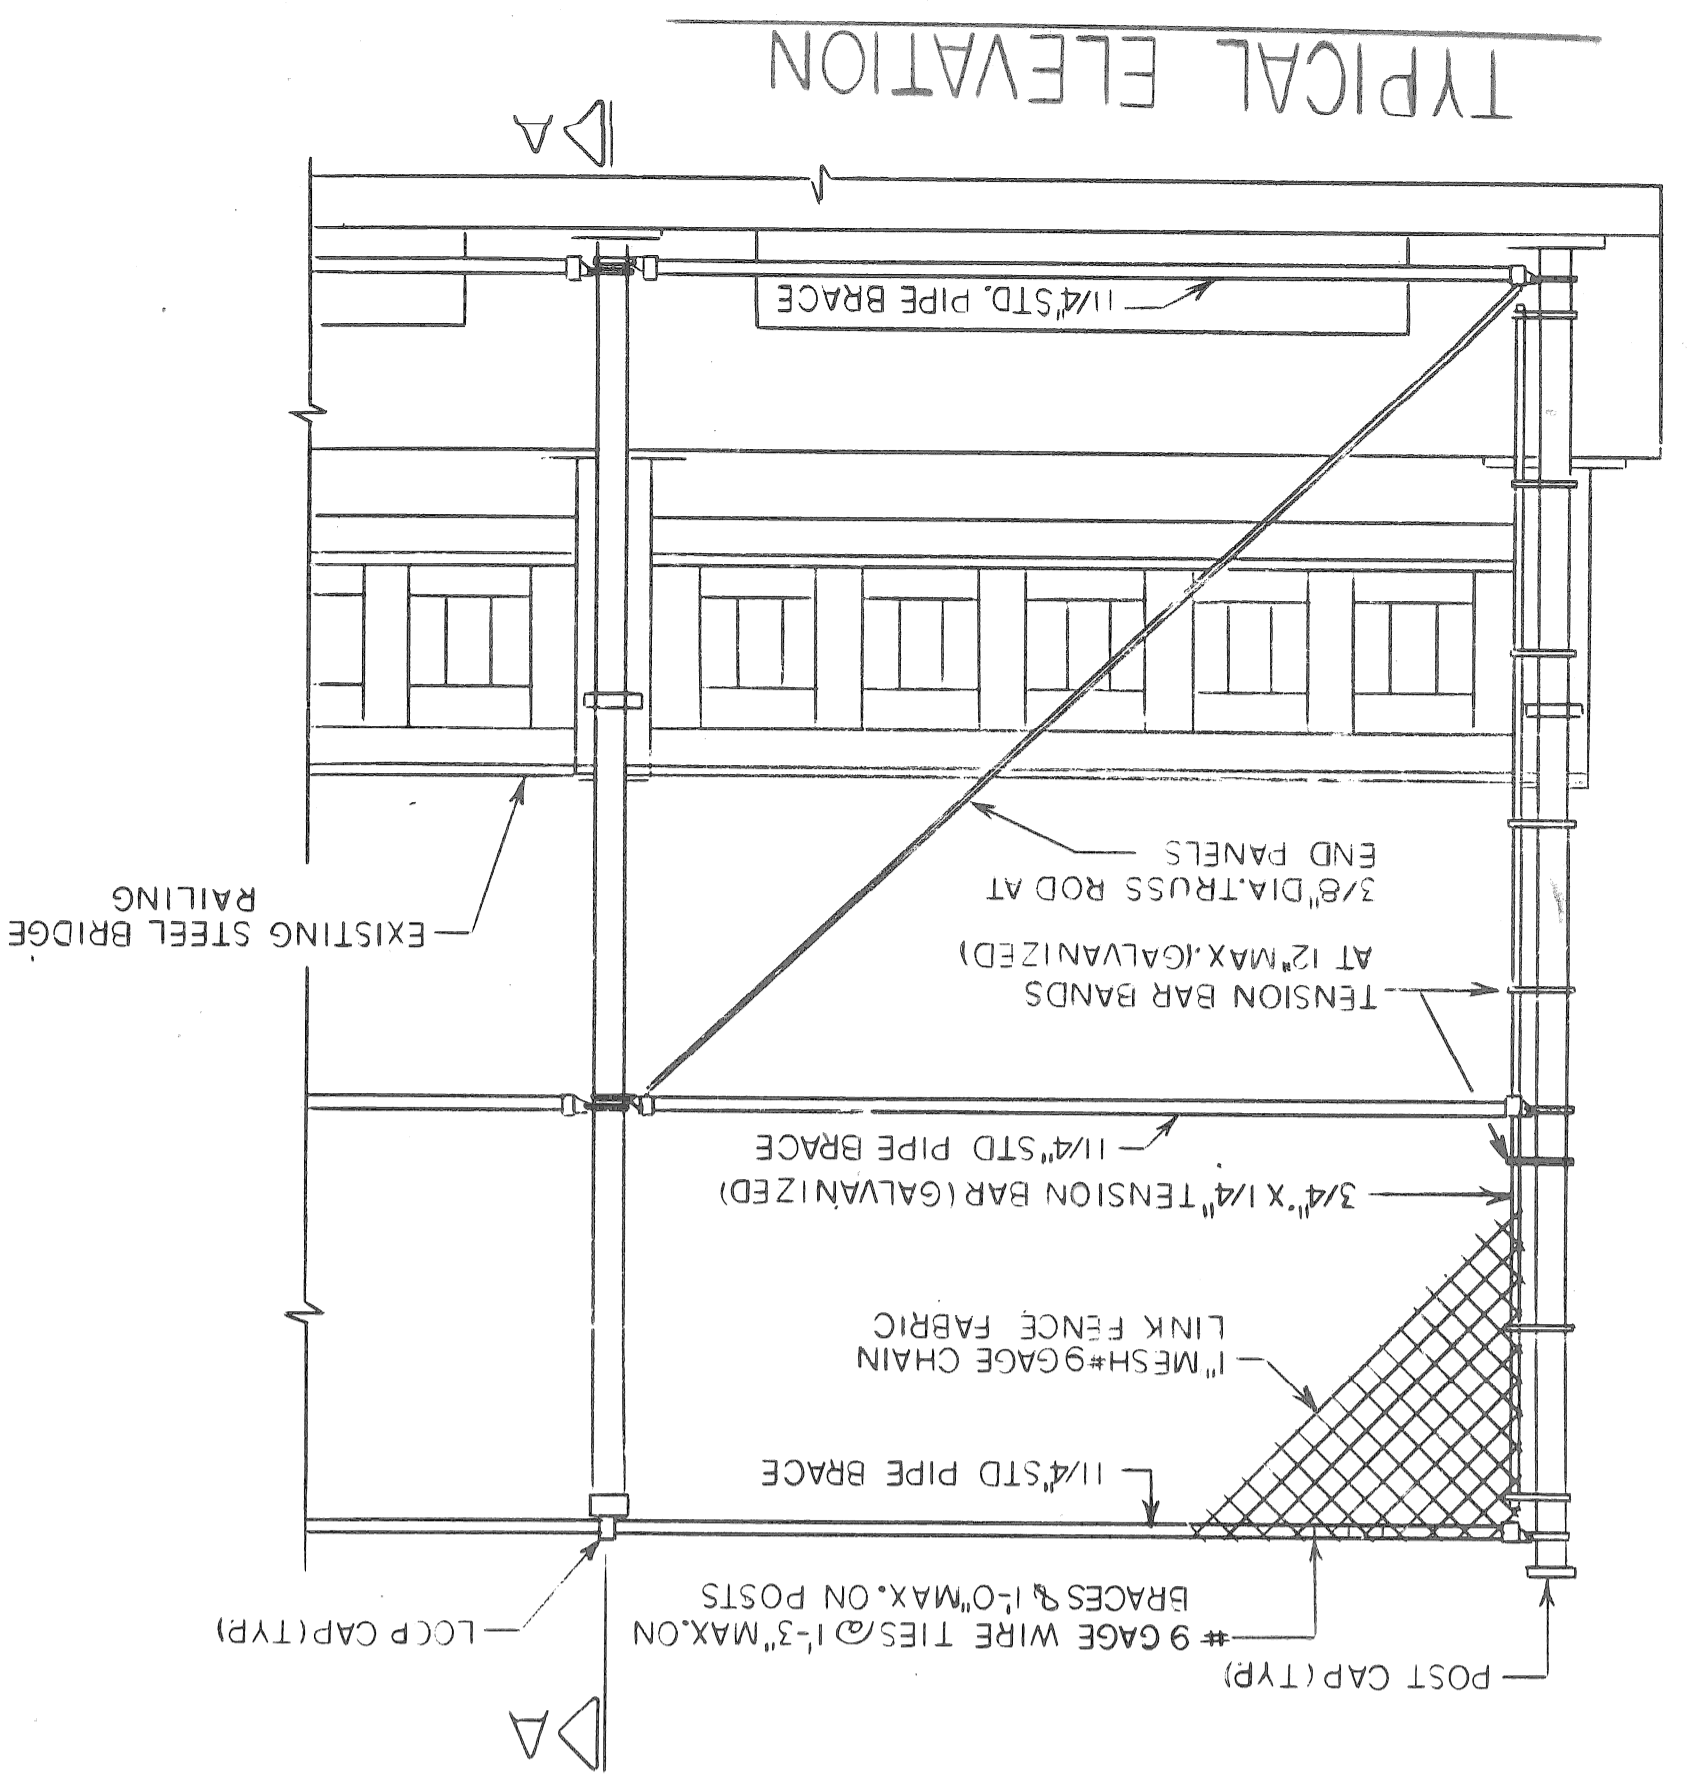 A
POST CAP (TYP.)
# 9 GAGE WIRE TIES @ 1'-3" MAX. ON
BRACES & 1'-0" MAX. ON POSTS
LOOP CAP (TYP.)
1 1/4" STD PIPE BRACE
1" MESH #9 GAGE CHAIN
LINK FENCE FABRIC
3/4" X 1/4" TENSION BAR (GALVANIZED)
1 1/4" STD PIPE BRACE
TENSION BAR BANDS
AT 12" MAX. (GALVANIZED)
3/8" DIA. TRUSS ROD AT
END PANELS
EXISTING STEEL BRIDGE
RAILING
1 1/4" STD. PIPE BRACE
A
TYPICAL ELEVATION